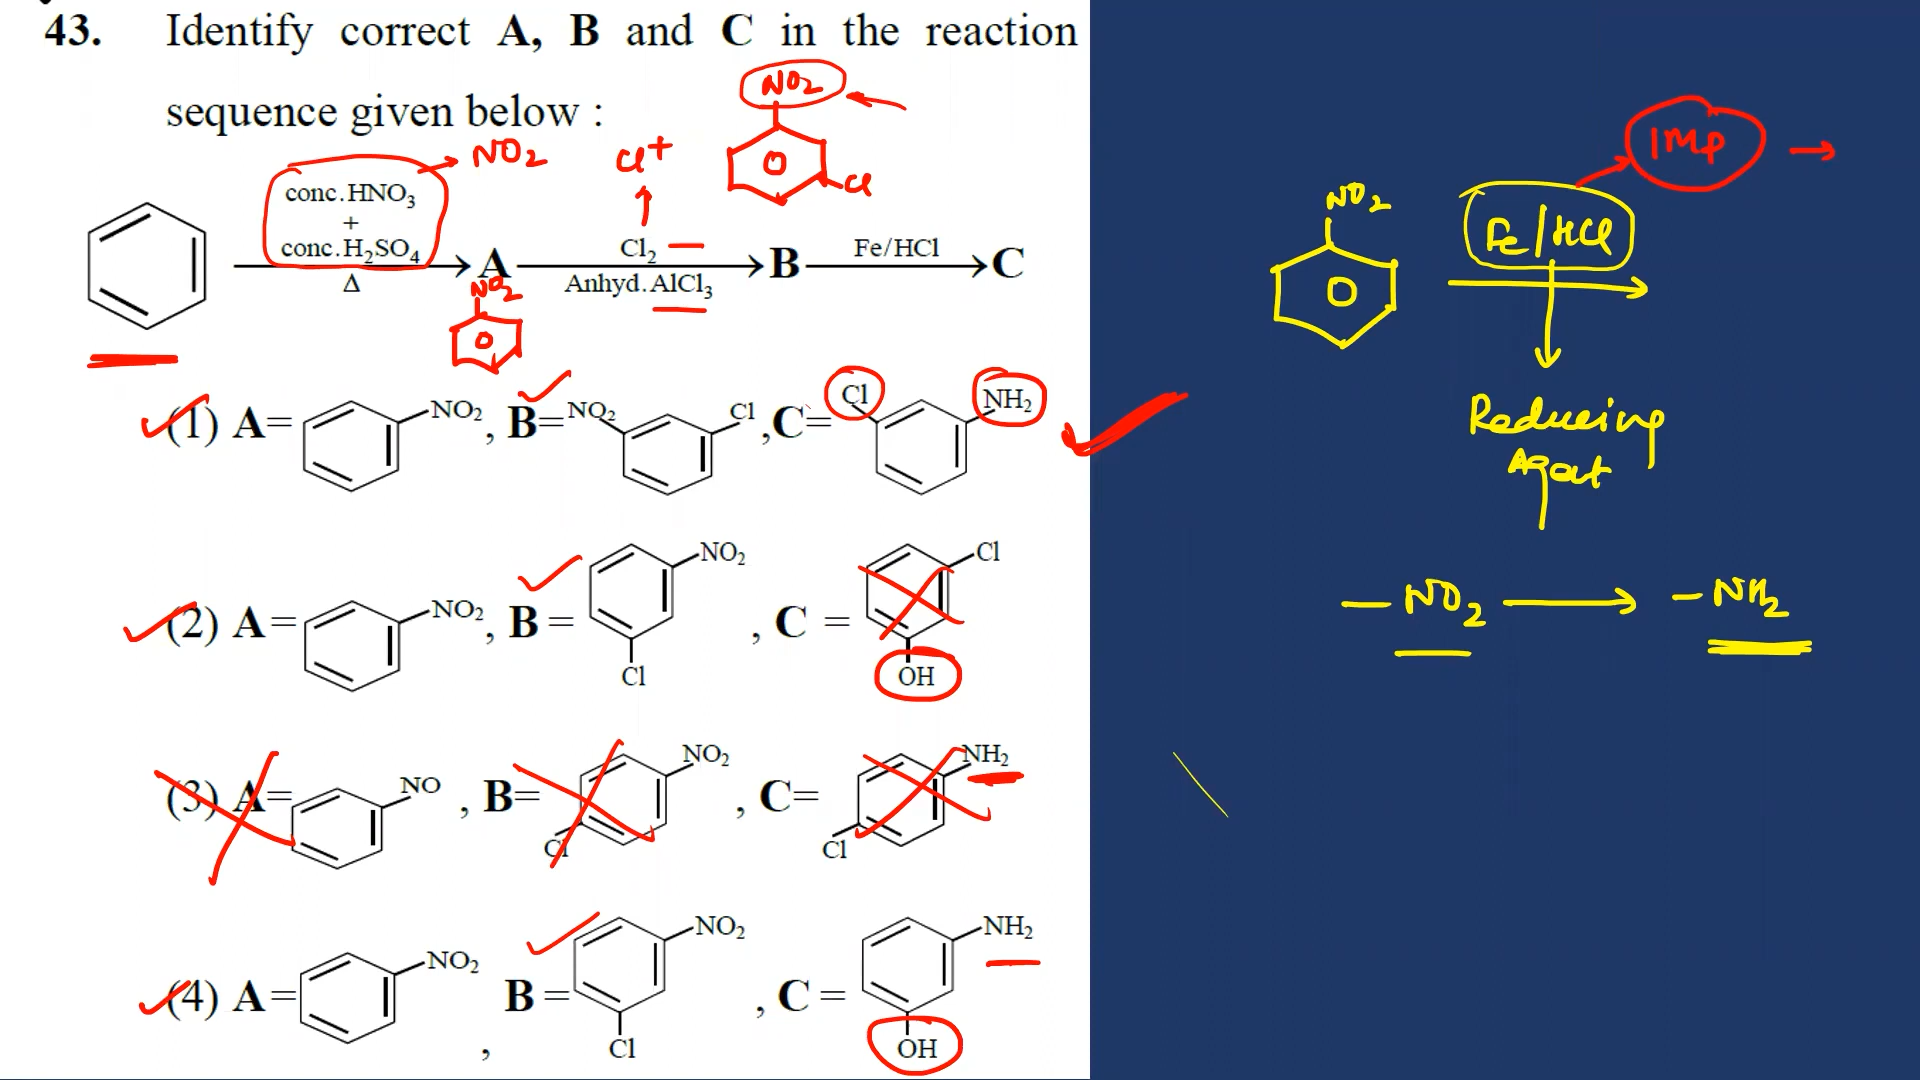 43. Identify correct A, B and C in the reaction
sequence given below :
NO2
NO2
Cl+
Cl
conc.HNO3
+
conc.H2SO4
Δ
A
Cl2
Anhyd.AlCl3
B
Fe/HCl
C
NO2
(1) A= NO2 , B= NO2 Cl , C= Cl NH2
(2) A= NO2 , B = NO2 Cl , C = Cl OH
(3) A= NO , B= NO2 Cl , C= NH2 Cl
(4) A= NO2 , B = NO2 Cl , C = NH2 OH
IMP →
NO2
Fe/HCl
Reducing
Agent
— NO2 → – NH2